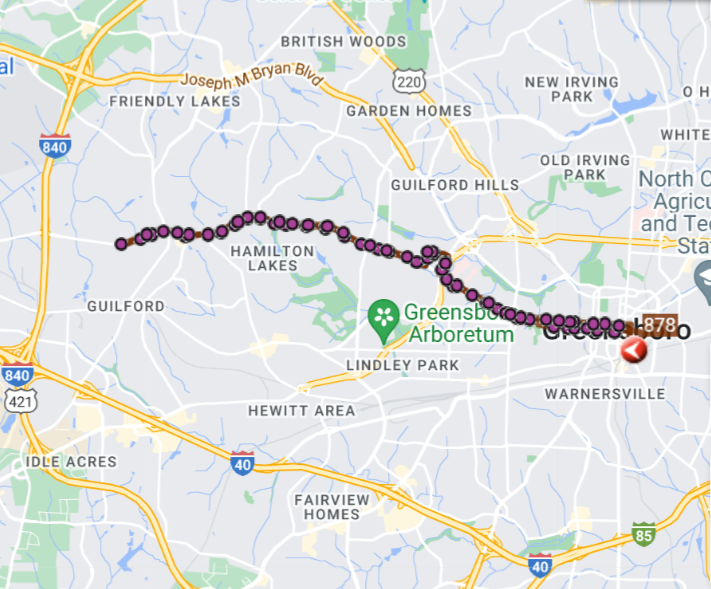 BRITISH WOODS
al
Joseph M Bryan Blvd
220
NEW IRVING
PARK
O H
FRIENDLY LAKES
GARDEN HOMES
WHITE
840
OLD IRVING
PARK
North C
Agricu
and Tec
Stat
GUILFORD HILLS
HAMILTON
LAKES
GUILFORD
Greensbo
Arboretum
878
Greensboro
LINDLEY PARK
840
421
WARNERSVILLE
HEWITT AREA
IDLE ACRES
40
FAIRVIEW
HOMES
85
40